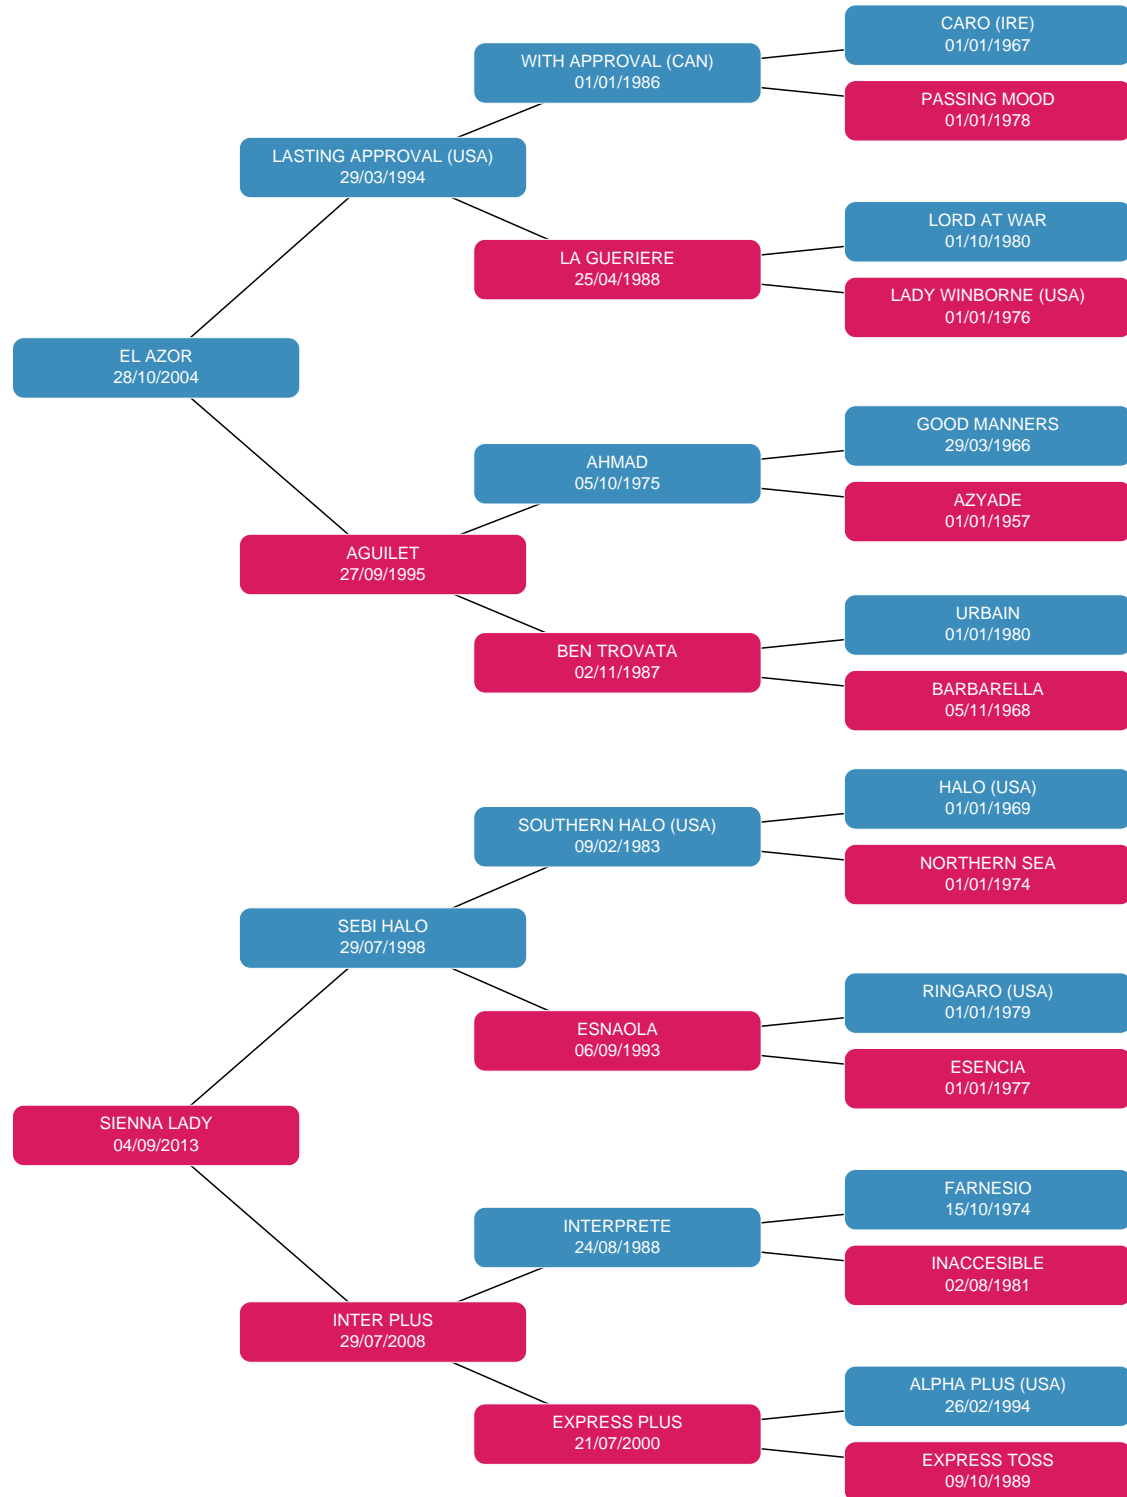 CARO (IRE)
01/01/1967
WITH APPROVAL (CAN)
01/01/1986
PASSING MOOD
01/01/1978
LASTING APPROVAL (USA)
29/03/1994
LORD AT WAR
01/10/1980
LA GUERIERE
25/04/1988
LADY WINBORNE (USA)
01/01/1976
EL AZOR
28/10/2004
GOOD MANNERS
29/03/1966
AHMAD
05/10/1975
AZYADE
01/01/1957
AGUILET
27/09/1995
URBAIN
01/01/1980
BEN TROVATA
02/11/1987
BARBARELLA
05/11/1968
HALO (USA)
01/01/1969
SOUTHERN HALO (USA)
09/02/1983
NORTHERN SEA
01/01/1974
SEBI HALO
29/07/1998
RINGARO (USA)
01/01/1979
ESNAOLA
06/09/1993
ESENCIA
01/01/1977
SIENNA LADY
04/09/2013
FARNESIO
15/10/1974
INTERPRETE
24/08/1988
INACCESIBLE
02/08/1981
INTER PLUS
29/07/2008
ALPHA PLUS (USA)
26/02/1994
EXPRESS PLUS
21/07/2000
EXPRESS TOSS
09/10/1989